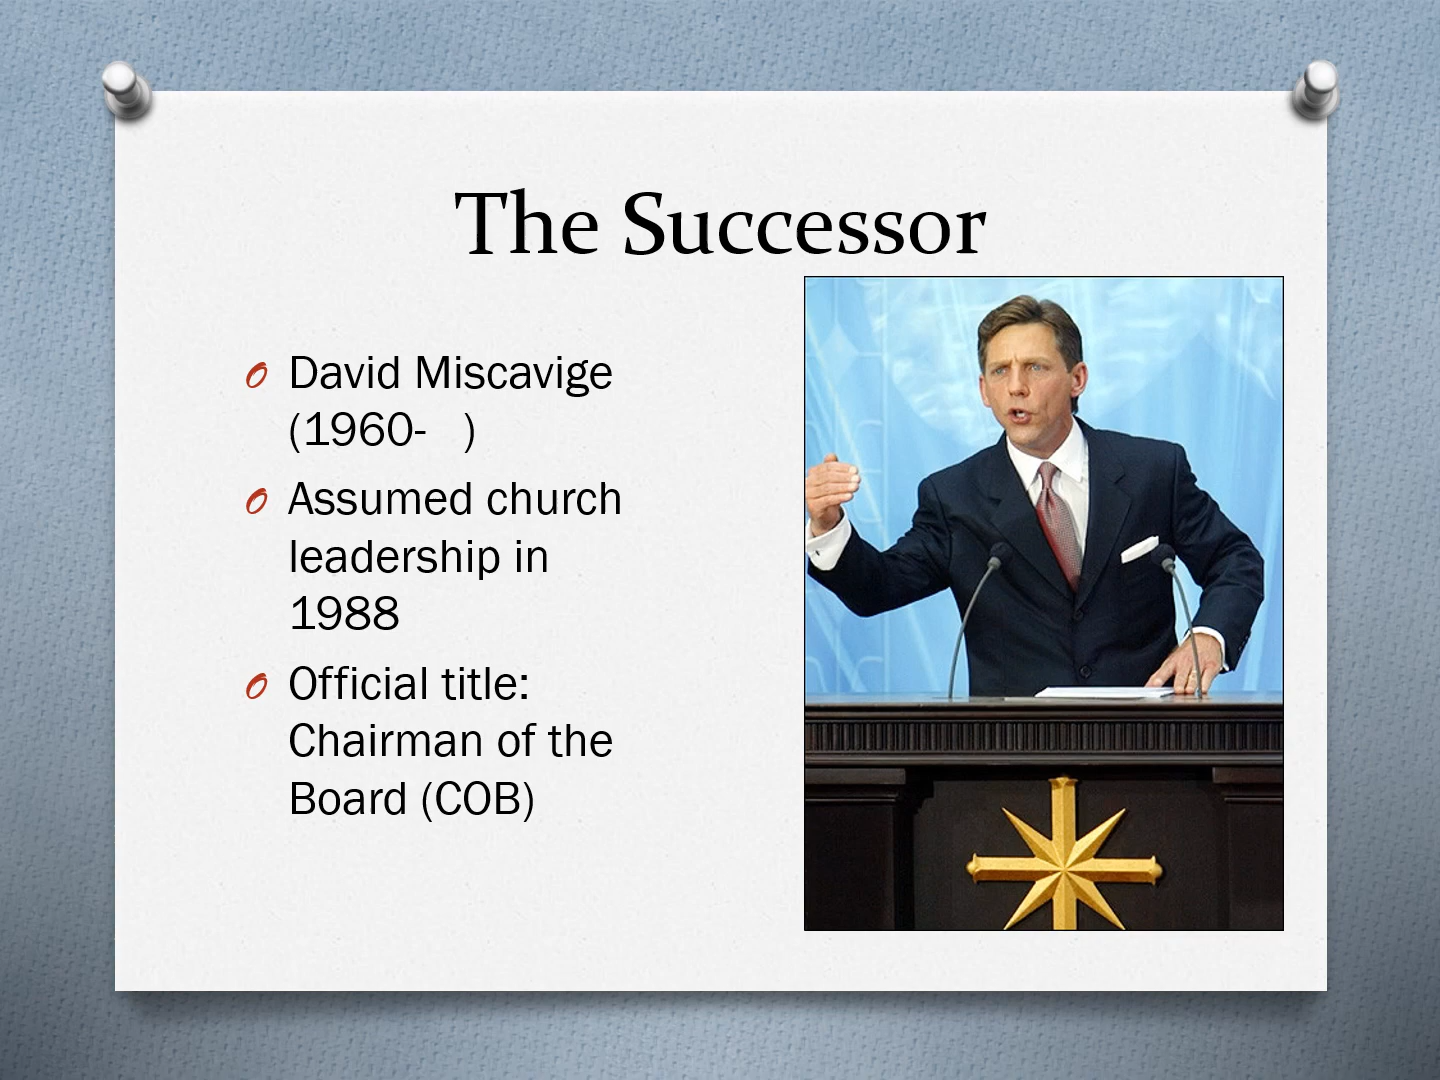 The Successor
David Miscavige
(1960-   )
Assumed church
leadership in
1988
Official title:
Chairman of the
Board (COB)